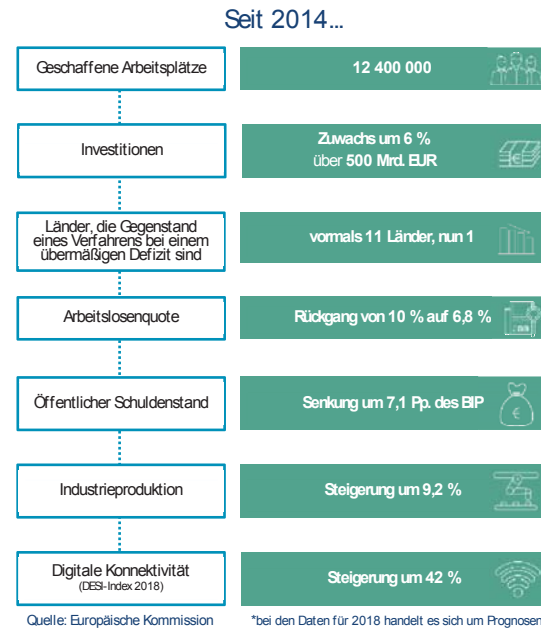 Seit 2014...
Geschaffene Arbeitsplätze
12 400 000
Investitionen
Zuwachs um 6 %
über 500 Mrd. EUR
Länder, die Gegenstand
eines Verfahrens bei einem
übermäßigen Defizit sind
vormals 11 Länder, nun 1
Arbeitslosenquote
Rückgang von 10 % auf 6,8 %
Öffentlicher Schuldenstand
Senkung um 7,1 Pp. des BIP
Industrieproduktion
Steigerung um 9,2 %
Digitale Konnektivität
(DESI-Index 2018)
Steigerung um 42 %
Quelle: Europäische Kommission
*bei den Daten für 2018 handelt es sich um Prognosen